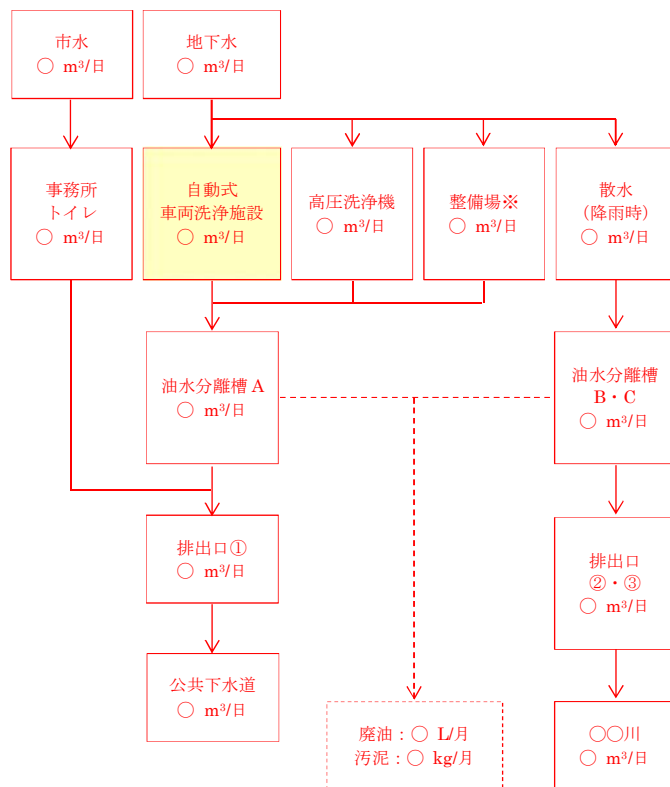 市水
○ m³/日
地下水
○ m³/日
事務所
トイレ
○ m³/日
自動式
車両洗浄施設
○ m³/日
高圧洗浄機
○ m³/日
整備場※
○ m³/日
散水
(降雨時)
○ m³/日
油水分離槽 A
○ m³/日
油水分離槽
B・C
○ m³/日
排出口①
○ m³/日
排出口
②・③
○ m³/日
公共下水道
○ m³/日
廃油：○ L/月
汚泥：○ kg/月
○○川
○ m³/日